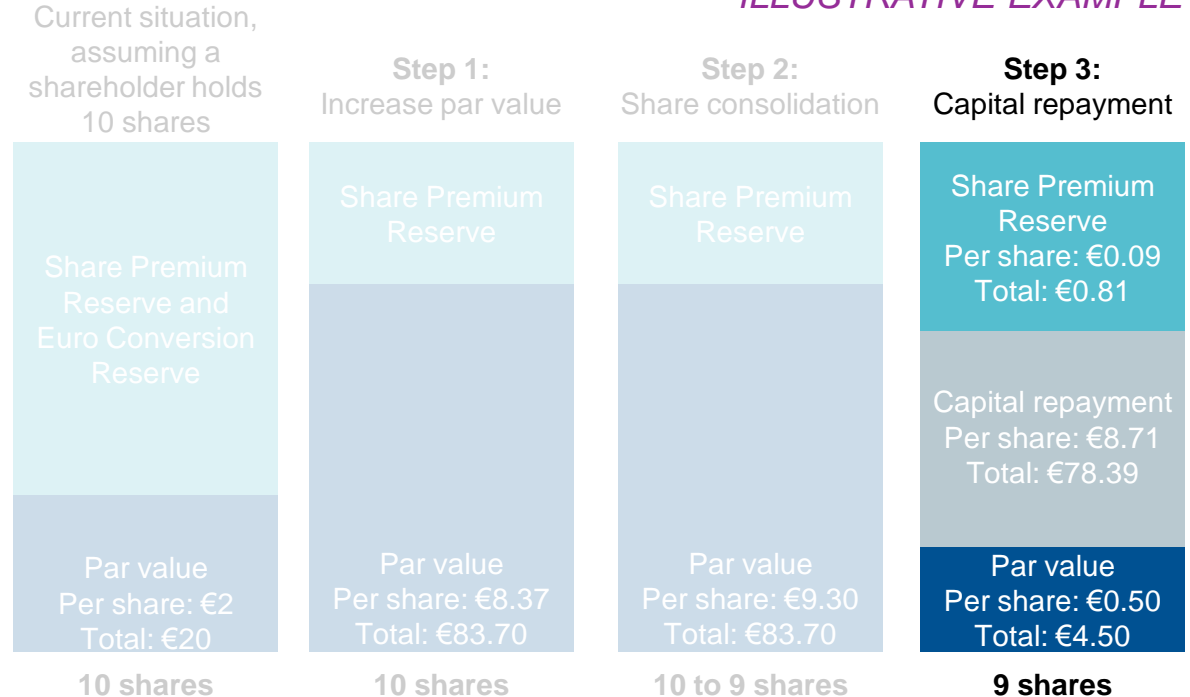 ILLUSTRATIVE EXAMPLE
Current situation,
assuming a
shareholder holds
10 shares
Share Premium
Reserve and
Euro Conversion
Reserve
Par value
Per share: €2
Total: €20
10 shares
Step 1:
Increase par value
Share Premium
Reserve
Par value
Per share: €8.37
Total: €83.70
10 shares
Step 2:
Share consolidation
Share Premium
Reserve
Par value
Per share: €9.30
Total: €83.70
10 to 9 shares
Step 3:
Capital repayment
Share Premium
Reserve
Per share: €0.09
Total: €0.81
Capital repayment
Per share: €8.71
Total: €78.39
Par value
Per share: €0.50
Total: €4.50
9 shares